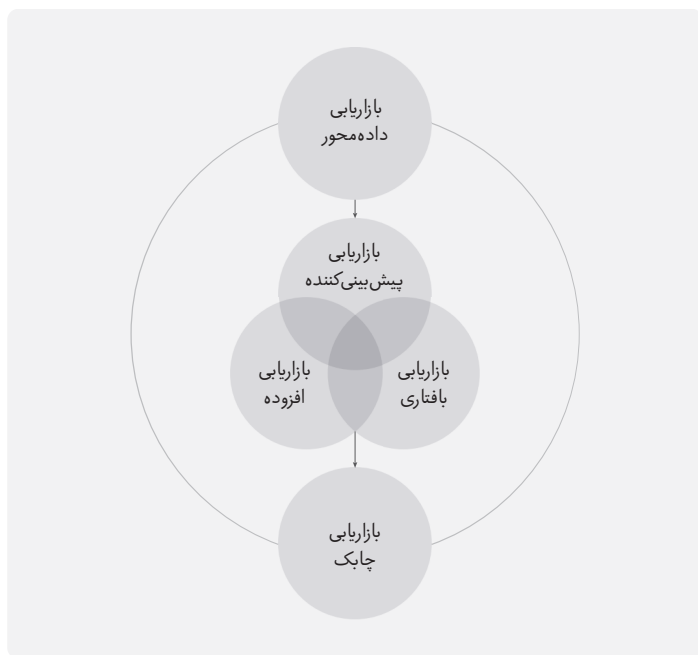 بازاریابی
داده‌محور
بازاریابی
پیش‌بینی‌کننده
بازاریابی
بافتاری
بازاریابی
افزوده
بازاریابی
چابک